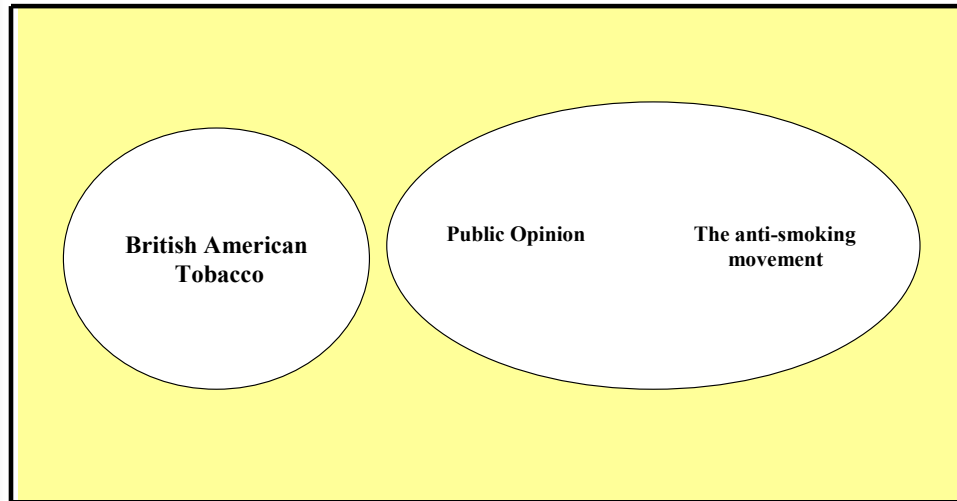 British American
Tobacco
Public Opinion
The anti-smoking
movement